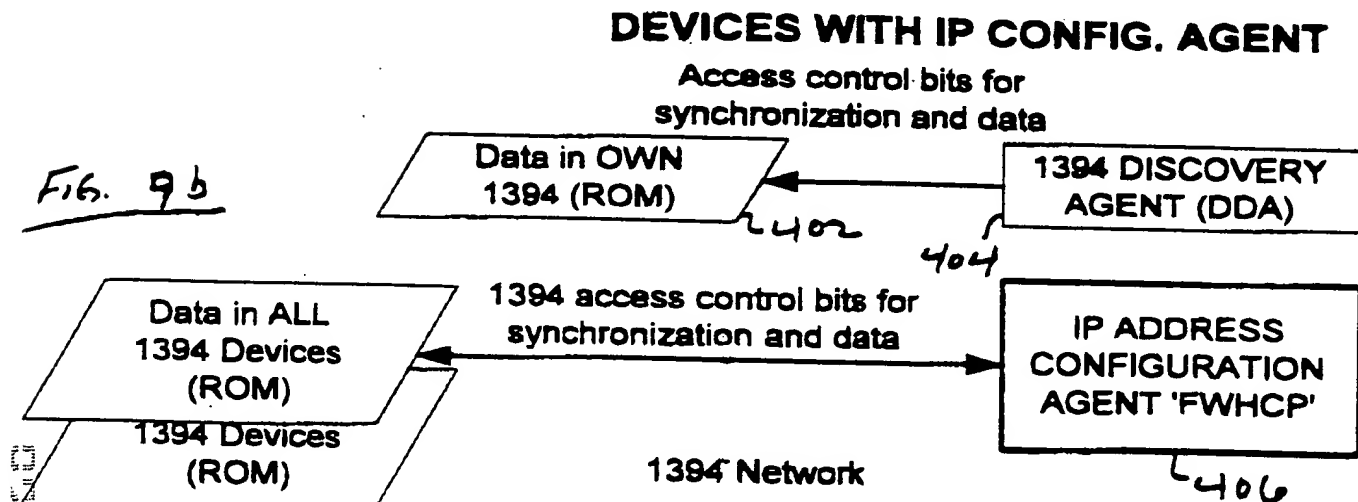 DEVICES WITH IP CONFIG. AGENT
Access control bits for
synchronization and data
FIG. 9b
Data in OWN
1394 (ROM)
402
1394 DISCOVERY
AGENT (DDA)
404
Data in ALL
1394 Devices
(ROM)
1394 access control bits for
synchronization and data
IP ADDRESS
CONFIGURATION
AGENT 'FWHCP'
406
1394 Devices
(ROM)
1394 Network